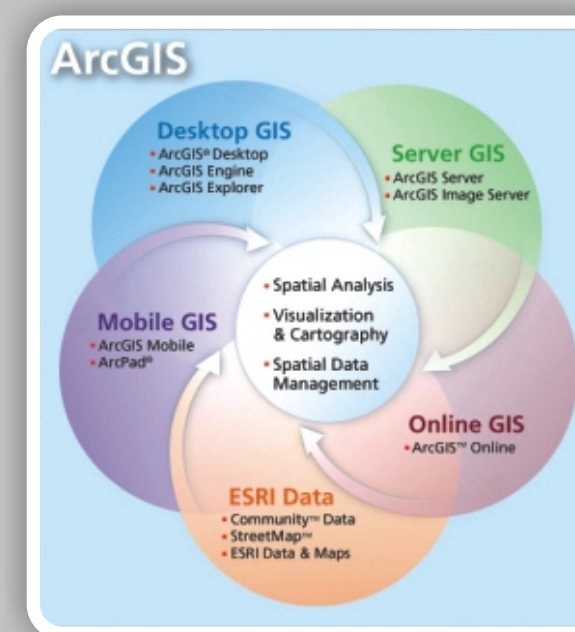 ArcGIS
Desktop GIS
• ArcGIS® Desktop
• ArcGIS Engine
• ArcGIS Explorer
Server GIS
• ArcGIS Server
• ArcGIS Image Server
• Spatial Analysis
• Visualization
& Cartography
• Spatial Data
Management
Mobile GIS
• ArcGIS Mobile
• ArcPad®
Online GIS
• ArcGIS™ Online
ESRI Data
• Community™ Data
• StreetMap™
• ESRI Data & Maps